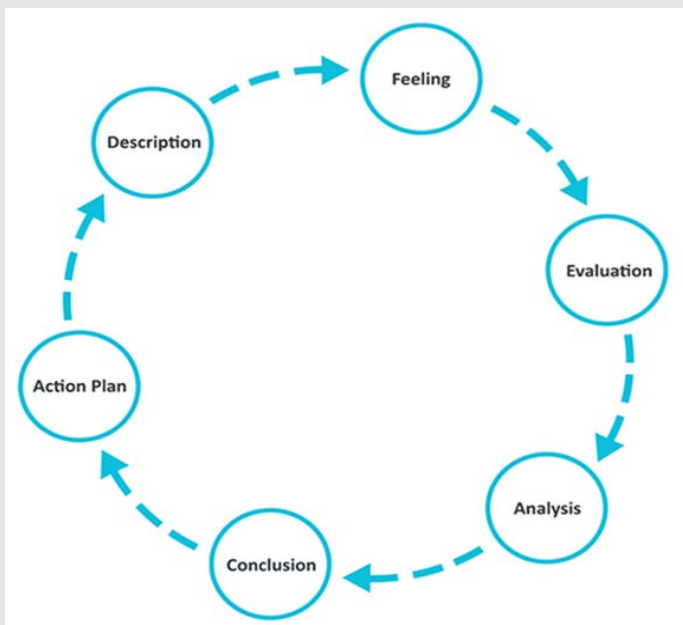 Description
Feeling
Evaluation
Analysis
Conclusion
Action Plan